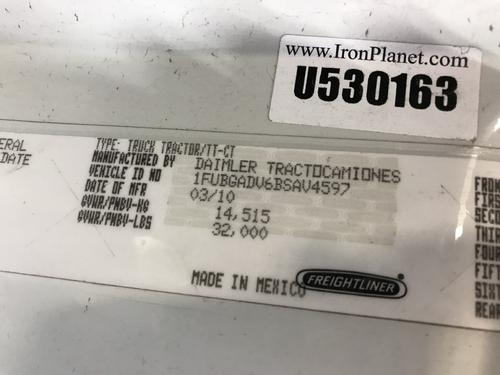 www.IronPlanet.com
U530163
ERAL
DATE
TYPE: TRUCK TRACTOR/TT-CT
MANUFACTURED BY DAIMLER TRACTOCAMIONES
VEHICLE ID NO 1FUBGADV6BSAV4597
DATE OF MFR 03/10
GVWR/PNBV-KG 14,515
GVWR/PNBV-LBS 32,000
MADE IN MEXICO
FREIGHTLINER
FRON
FIRS
SECO
THIR
FOUR
FIFT
SIXT
REAR